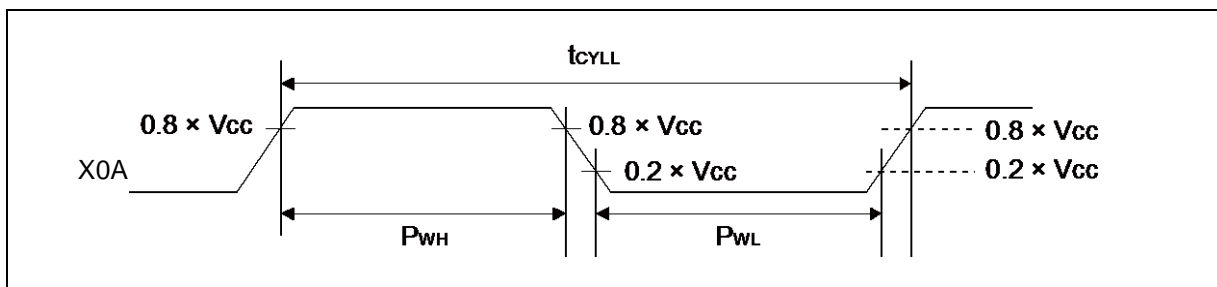 tCYLL
0.8 × Vcc
0.8 × Vcc
0.8 × Vcc
X0A
0.2 × Vcc
0.2 × Vcc
PWH
PWL